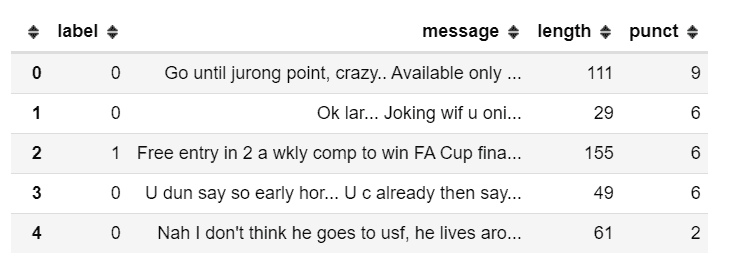 label message length punct
0 0 Go until jurong point, crazy.. Available only ... 111 9
1 0 Ok lar... Joking wif u oni... 29 6
2 1 Free entry in 2 a wkly comp to win FA Cup fina... 155 6
3 0 U dun say so early hor... U c already then say... 49 6
4 0 Nah I don't think he goes to usf, he lives aro... 61 2